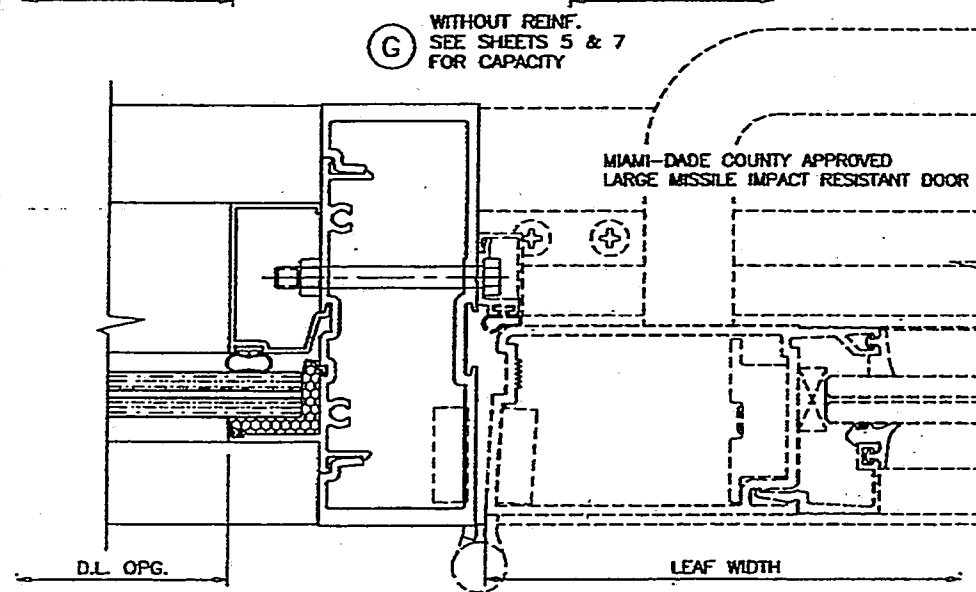 G
WITHOUT REINF.
SEE SHEETS 5 & 7
FOR CAPACITY
MIAMI-DADE COUNTY APPROVED
LARGE MISSILE IMPACT RESISTANT DOOR
D.L. OPG.
LEAF WIDTH